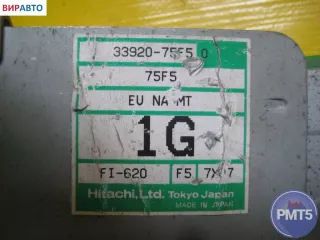 ВИРАВТО
33920-75F5 0
75F5
EU NA MT
1G
FI-620 F5 7X 7
Hitachi, Ltd. Tokyo Japan
MADE IN JAPAN
PMT5